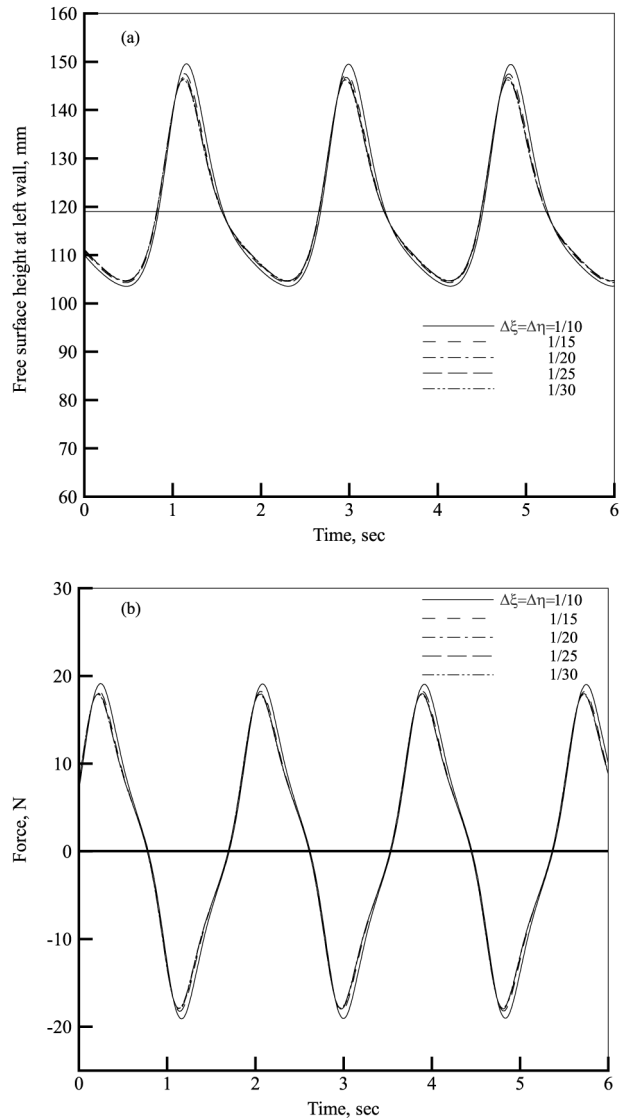 (a)
Free surface height at left wall, mm
160
150
140
130
120
110
100
90
80
70
60
Δξ=Δη=1/10
1/15
1/20
1/25
1/30
0 1 2 3 4 5 6
Time, sec
(b)
Force, N
30
20
10
0
-10
-20
Δξ=Δη=1/10
1/15
1/20
1/25
1/30
0 1 2 3 4 5 6
Time, sec